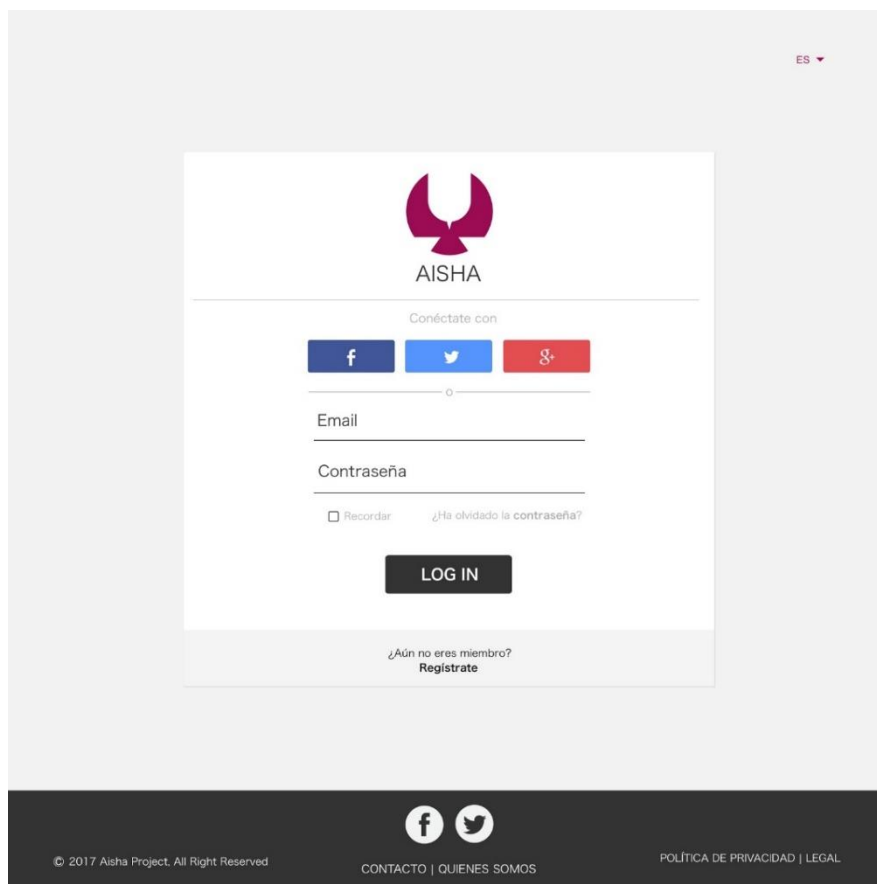 ES
AISHA
Conéctate con
o
Email
Contraseña
Recordar ¿Ha olvidado la contraseña?
LOG IN
¿Aún no eres miembro?
Regístrate
© 2017 Aisha Project, All Right Reserved
CONTACTO | QUIENES SOMOS
POLÍTICA DE PRIVACIDAD | LEGAL